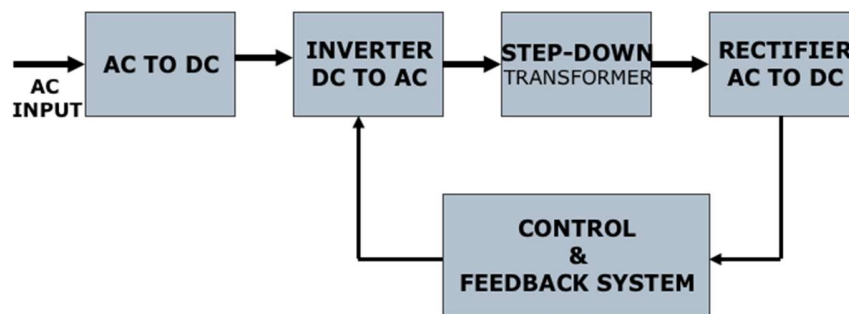 AC
INPUT
AC TO DC
INVERTER
DC TO AC
STEP-DOWN
TRANSFORMER
RECTIFIER
AC TO DC
CONTROL
&
FEEDBACK SYSTEM